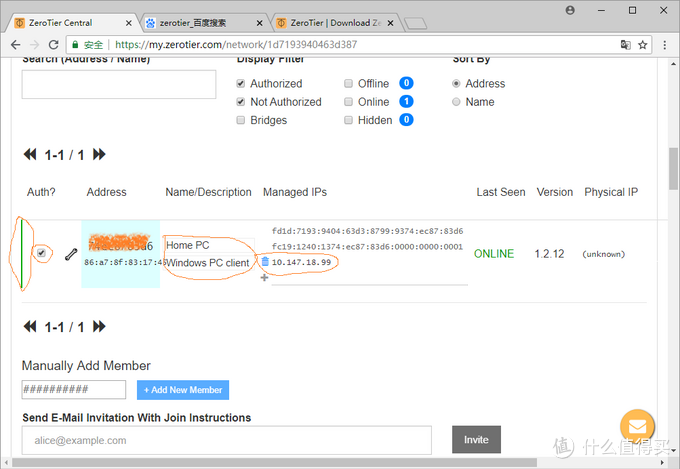 ZeroTier Central
zerotier_百度搜索
ZeroTier | Download Ze
安全
https://my.zerotier.com/network/1d7193940463d387
Search (Address / Name)
Display Filter
Sort By
Authorized
Offline 0
Address
Not Authorized
Online 1
Name
Bridges
Hidden 0
1-1 / 1
Auth?
Address
Name/Description
Managed IPs
Last Seen
Version
Physical IP
fd1d:7193:9404:63d3:8799:9374:ec87:83d6
Home PC
fc19:1240:1374:ec87:83d6:0000:0000:0001
86:a7:8f:83:17:4
Windows PC client
10.147.18.99
ONLINE
1.2.12
(unknown)
1-1 / 1
Manually Add Member
##########
+ Add New Member
Send E-Mail Invitation With Join Instructions
alice@example.com
Invite
值 什么值得买